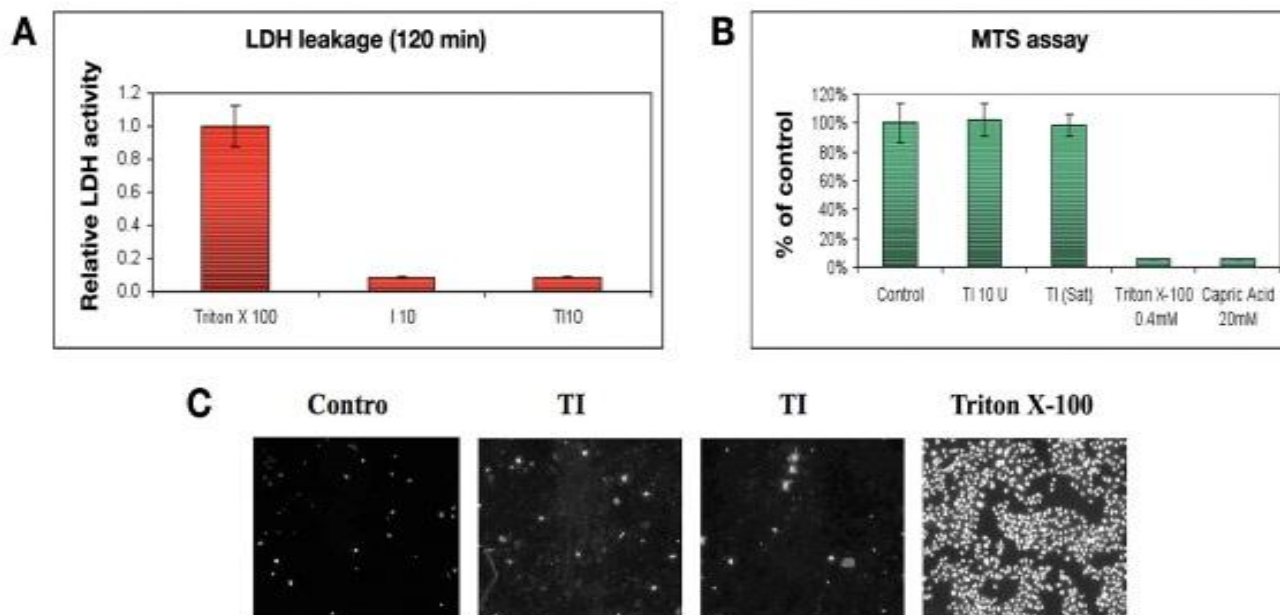 A
LDH leakage (120 min)
Relative LDH activity
1.2
1.0
0.8
0.6
0.4
0.2
0.0
Triton X 100
I 10
TI10
B
MTS assay
% of control
120%
100%
80%
60%
40%
20%
0%
Control
TI 10 U
TI (Sat)
Triton X-100
0.4mM
Capric Acid
20mM
C
Contro
TI
TI
Triton X-100